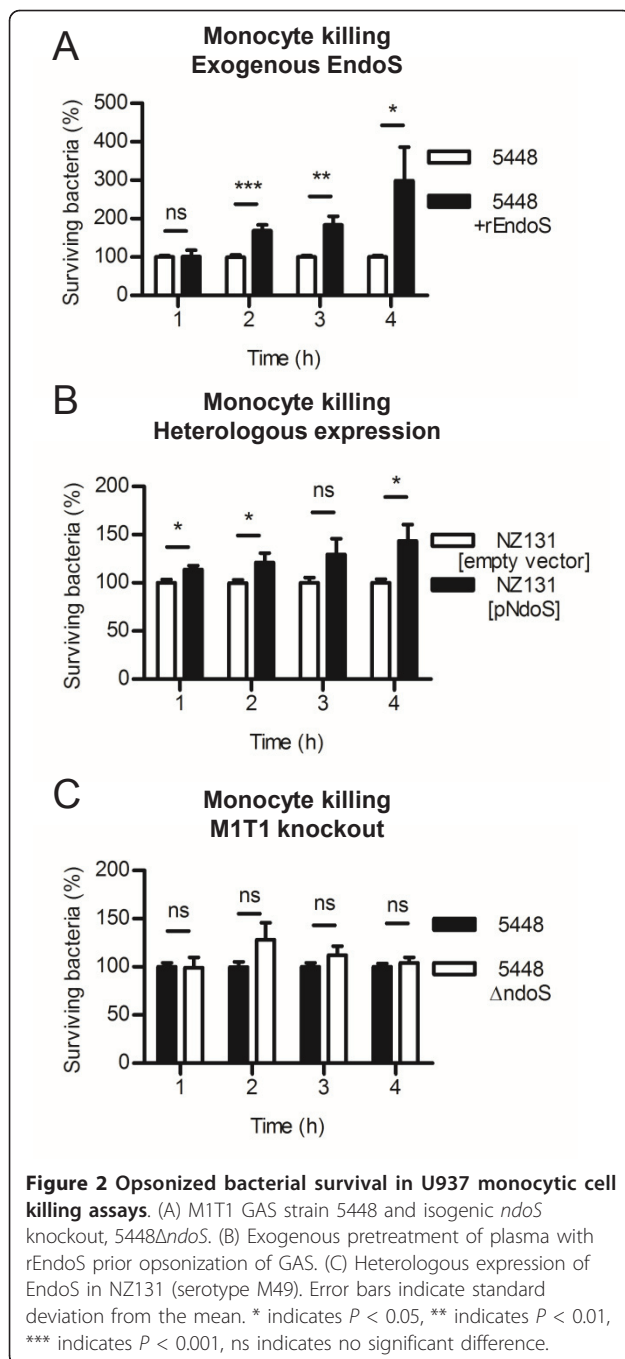 A
Monocyte killing
Exogenous EndoS
Surviving bacteria (%)
500
400
300
200
100
0
ns
***
**
*
5448
5448
+rEndoS
1 2 3 4
Time (h)
B
Monocyte killing
Heterologous expression
Surviving bacteria (%)
200
150
100
50
0
*
*
ns
*
NZ131
[empty vector]
NZ131
[pNdoS]
1 2 3 4
Time (h)
C
Monocyte killing
M1T1 knockout
Surviving bacteria (%)
200
150
100
50
0
ns
ns
ns
ns
5448
5448
ΔndoS
1 2 3 4
Time (h)
Figure 2 Opsonized bacterial survival in U937 monocytic cell
killing assays. (A) M1T1 GAS strain 5448 and isogenic ndoS
knockout, 5448ΔndoS. (B) Exogenous pretreatment of plasma with
rEndoS prior opsonization of GAS. (C) Heterologous expression of
EndoS in NZ131 (serotype M49). Error bars indicate standard
deviation from the mean. * indicates P < 0.05, ** indicates P < 0.01,
*** indicates P < 0.001, ns indicates no significant difference.